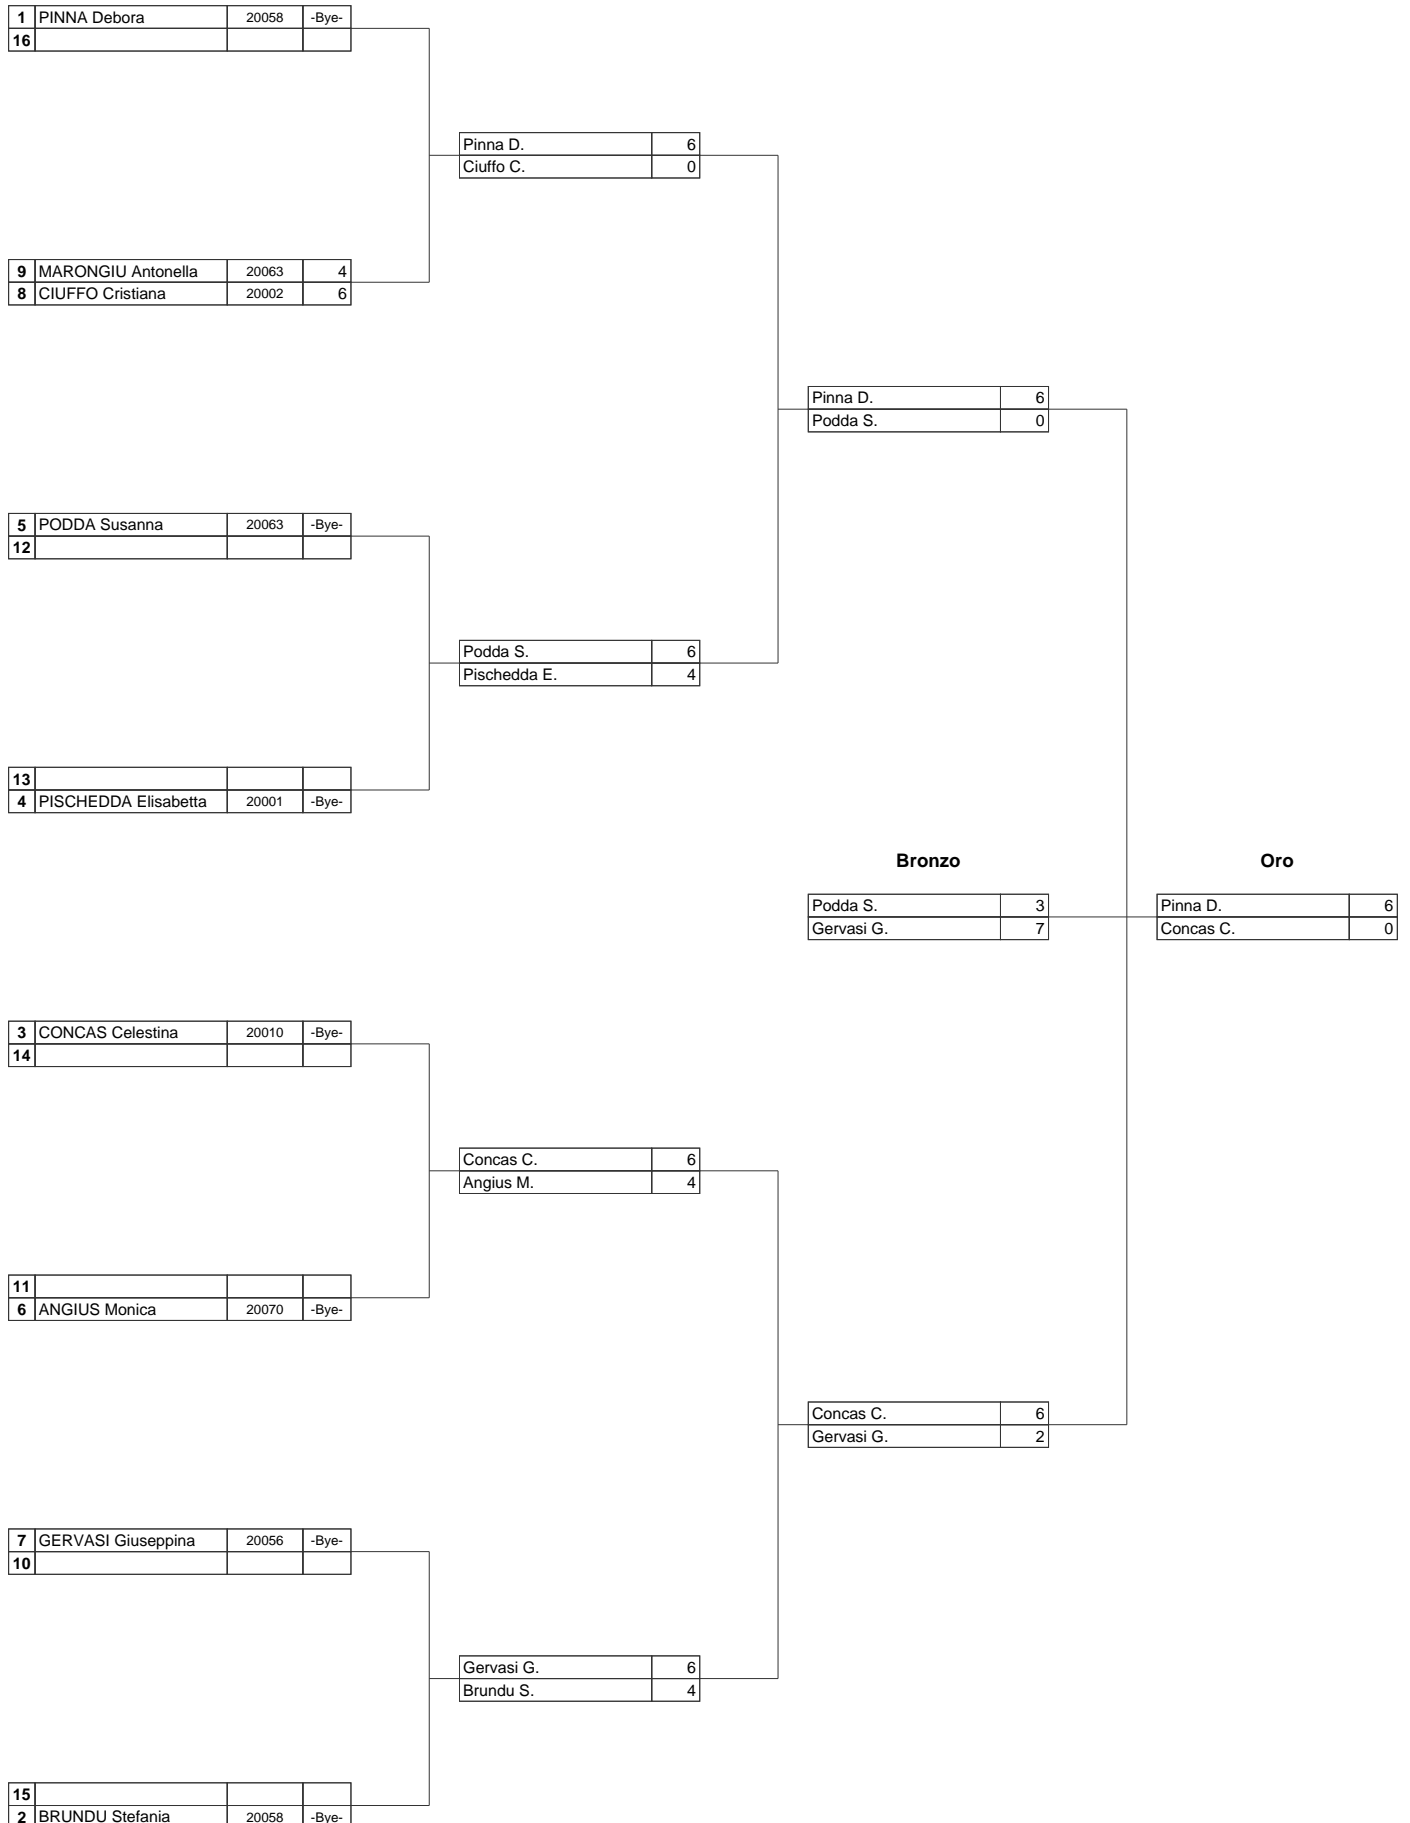 1 PINNA Debora 20058 -Bye-
16
Pinna D. 6
Ciuffo C. 0
9 MARONGIU Antonella 20063 4
8 CIUFFO Cristiana 20002 6
Pinna D. 6
Podda S. 0
5 PODDA Susanna 20063 -Bye-
12
Podda S. 6
Pischedda E. 4
13
4 PISCHEDDA Elisabetta 20001 -Bye-
Bronzo Oro
Podda S. 3 Pinna D. 6
Gervasi G. 7 Concas C. 0
3 CONCAS Celestina 20010 -Bye-
14
Concas C. 6
Angius M. 4
11
6 ANGIUS Monica 20070 -Bye-
Concas C. 6
Gervasi G. 2
7 GERVASI Giuseppina 20056 -Bye-
10
Gervasi G. 6
Brundu S. 4
15
2 BRUNDU Stefania 20058 -Bye-